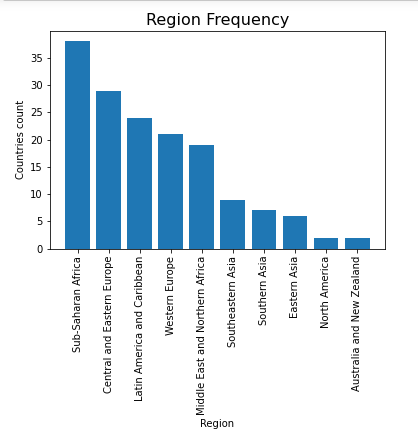 Region Frequency
Countries count
35
30
25
20
15
10
5
0
Sub-Saharan Africa
Central and Eastern Europe
Latin America and Caribbean
Western Europe
Middle East and Northern Africa
Southeastern Asia
Southern Asia
Eastern Asia
North America
Australia and New Zealand
Region